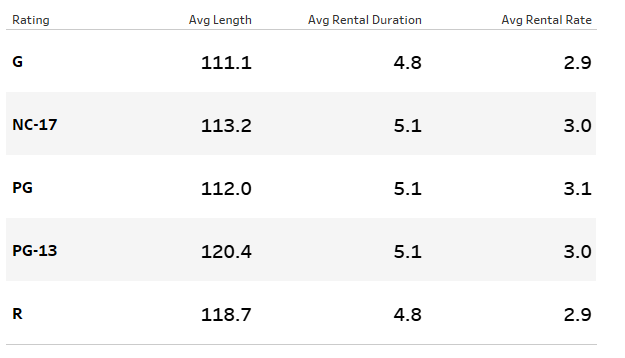 Rating Avg Length Avg Rental Duration Avg Rental Rate
G 111.1 4.8 2.9
NC-17 113.2 5.1 3.0
PG 112.0 5.1 3.1
PG-13 120.4 5.1 3.0
R 118.7 4.8 2.9